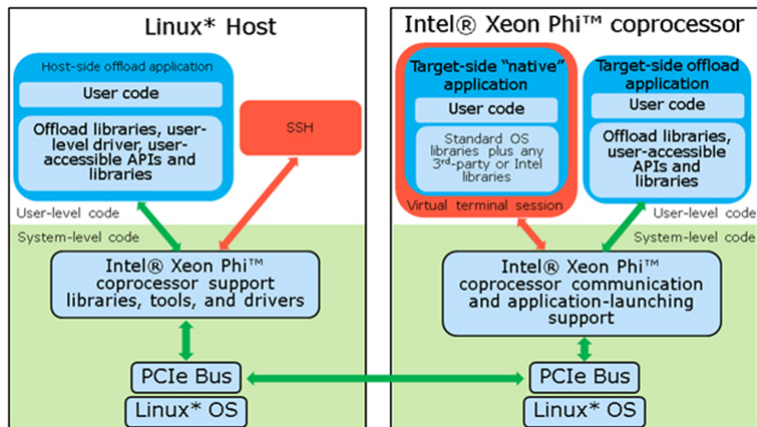 Linux* Host
Host-side offload application
User code
Offload libraries, user-
level driver, user-
accessible APIs and
libraries
SSH
User-level code
System-level code
Intel® Xeon Phi™
coprocessor support
libraries, tools, and drivers
PCIe Bus
Linux* OS
Intel® Xeon Phi™ coprocessor
Target-side “native”
application
User code
Standard OS
libraries plus any
3rd-party or Intel
libraries
Virtual terminal session
Target-side offload
application
User code
Offload libraries,
user-accessible
APIs and
libraries
User-level code
System-level code
Intel® Xeon Phi™
coprocessor communication
and application-launching
support
PCIe Bus
Linux* OS